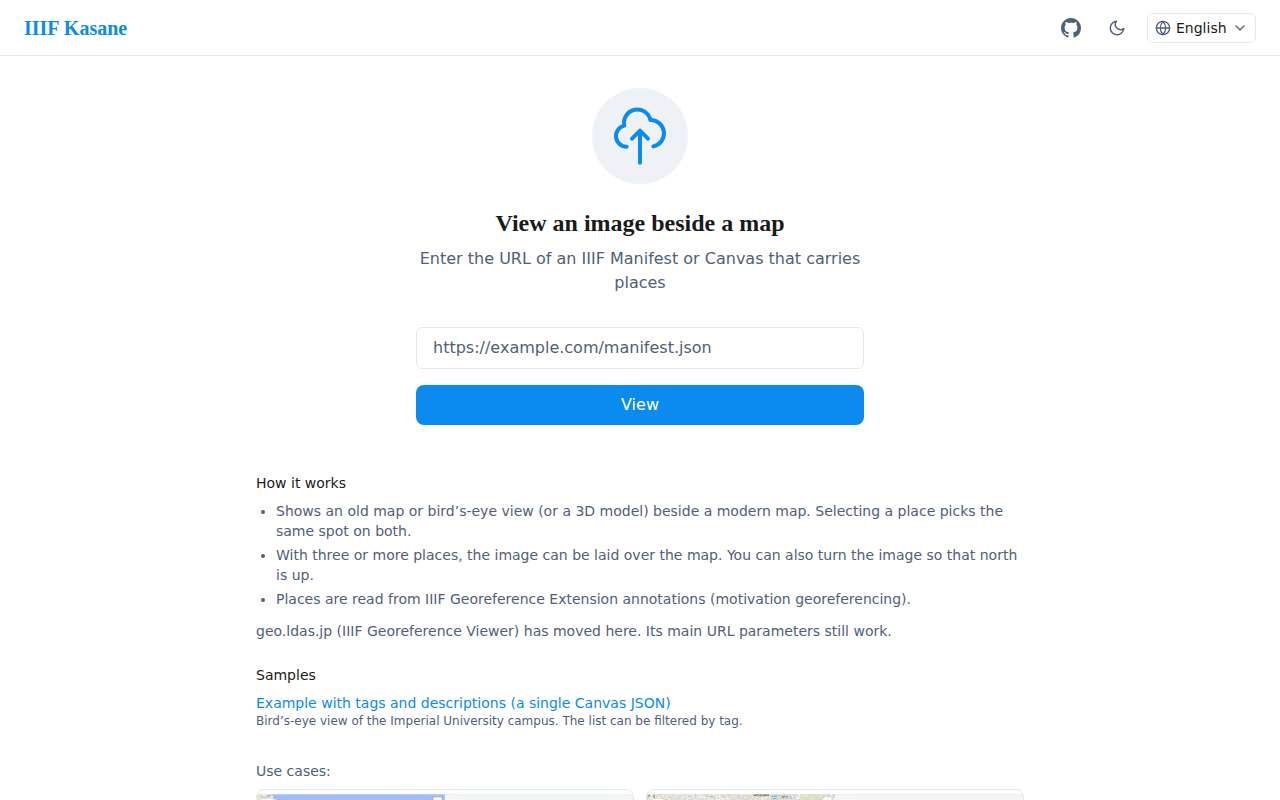 IIIF Kasane
English
View an image beside a map
Enter the URL of an IIIF Manifest or Canvas that carries
places
https://example.com/manifest.json
View
How it works
• Shows an old map or bird’s-eye view (or a 3D model) beside a modern map. Selecting a place picks the
same spot on both.
• With three or more places, the image can be laid over the map. You can also turn the image so that north
is up.
• Places are read from IIIF Georeference Extension annotations (motivation georeferencing).
geo.ldas.jp (IIIF Georeference Viewer) has moved here. Its main URL parameters still work.
Samples
Example with tags and descriptions (a single Canvas JSON)
Bird’s-eye view of the Imperial University campus. The list can be filtered by tag.
Use cases: